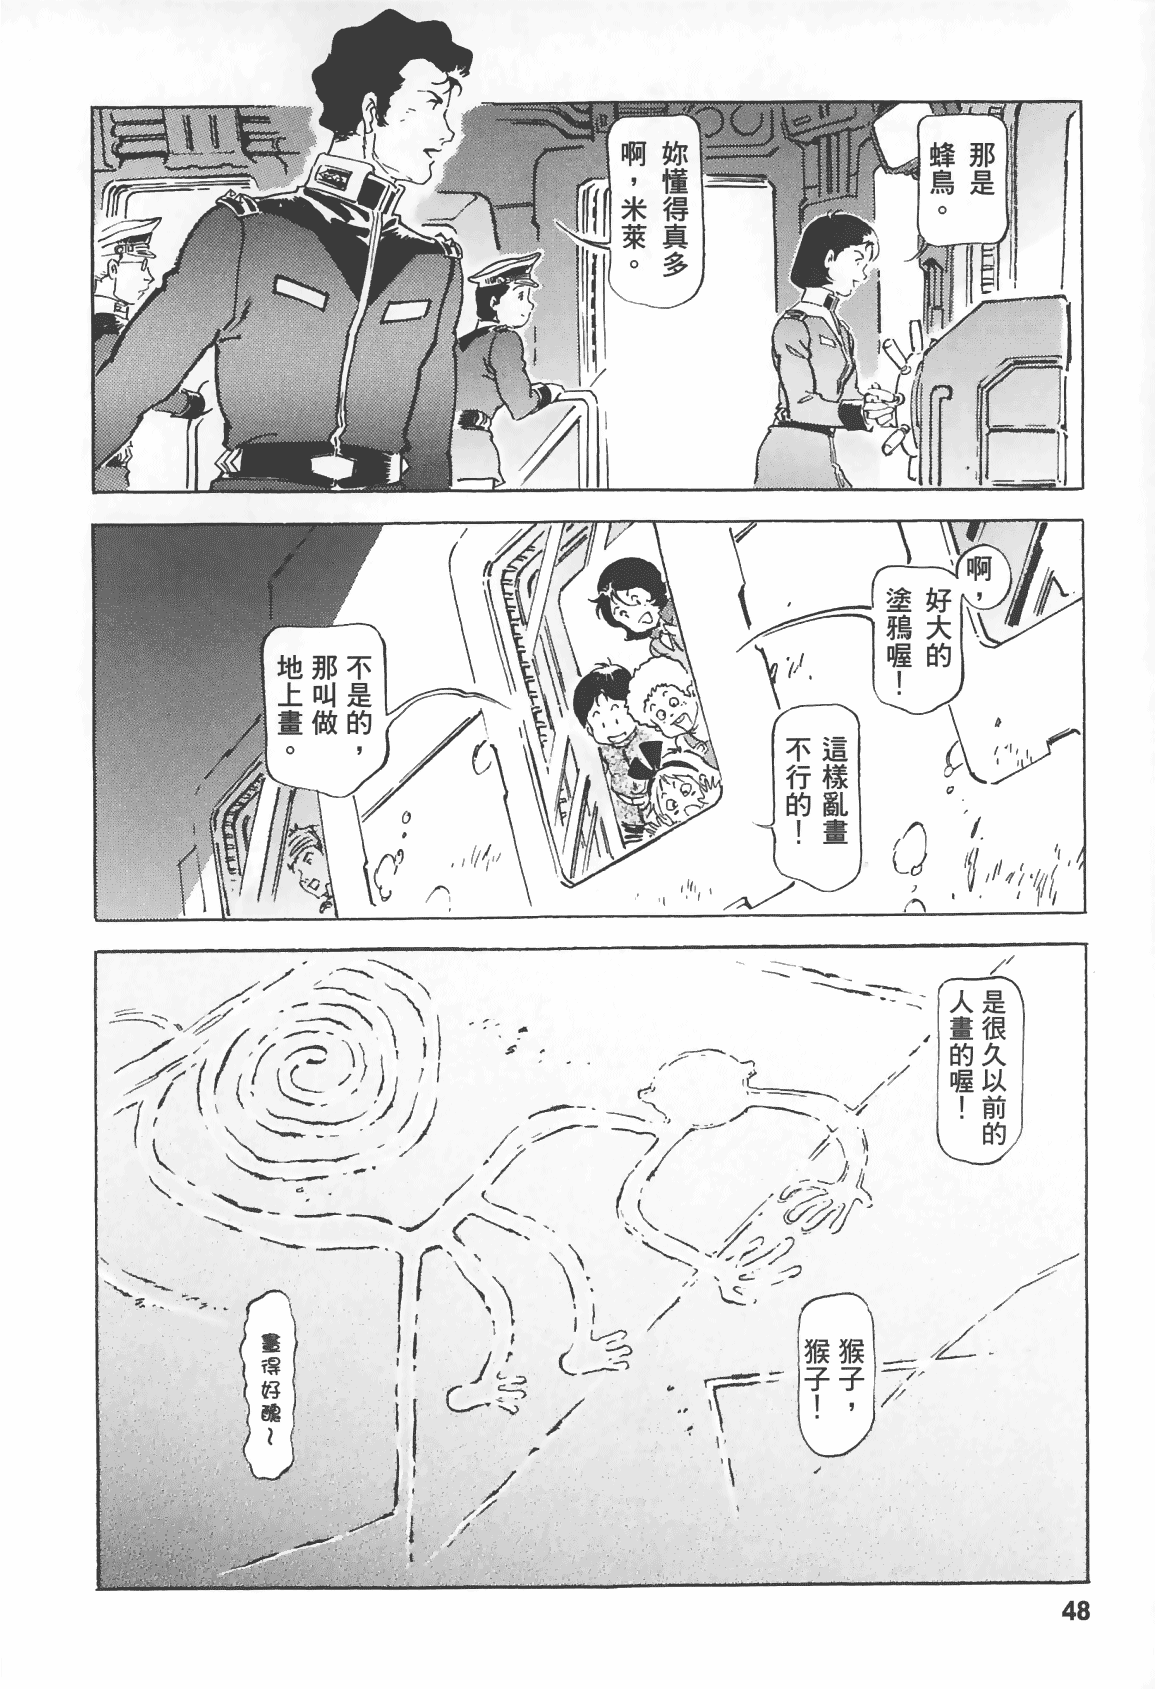 那是
蜂鳥。
妳懂得真多
啊，米萊。
啊，
好大的
塗鴉喔！
這樣亂畫
不行的！
不是的，
那叫做
地上畫。
是很久以前的
人畫的喔！
猴子，
猴子！
畫得好醜～
48